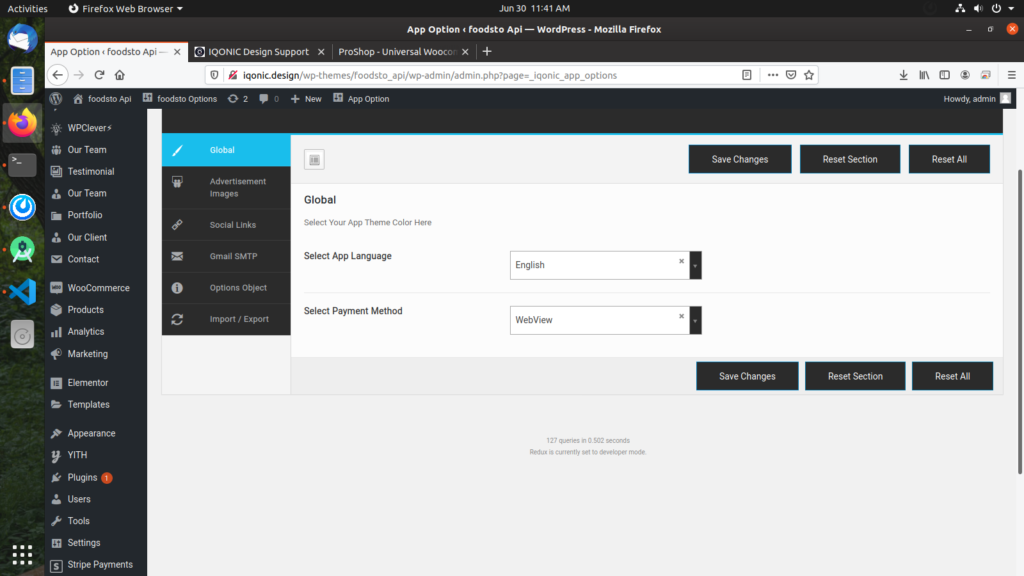 Activities
Firefox Web Browser
Jun 30 11:41 AM
App Option ‹ foodsto Api — WordPress - Mozilla Firefox
App Option ‹ foodsto Api —
IQONIC Design Support
ProShop - Universal Woocom
iqonic.design/wp-themes/foodsto_api/wp-admin/admin.php?page=_iqonic_app_options
foodsto Api
foodsto Options
2
0
New
App Option
Howdy, admin
WPClever⚡
Our Team
Testimonial
Our Team
Portfolio
Our Client
Contact
WooCommerce
Products
Analytics
Marketing
Elementor
Templates
Appearance
YITH
Plugins 1
Users
Tools
Settings
Stripe Payments
Global
Advertisement
Images
Social Links
Gmail SMTP
Options Object
Import / Export
Save Changes
Reset Section
Reset All
Global
Select Your App Theme Color Here
Select App Language
English
Select Payment Method
WebView
Save Changes
Reset Section
Reset All
127 queries in 0.502 seconds
Redux is currently set to developer mode.